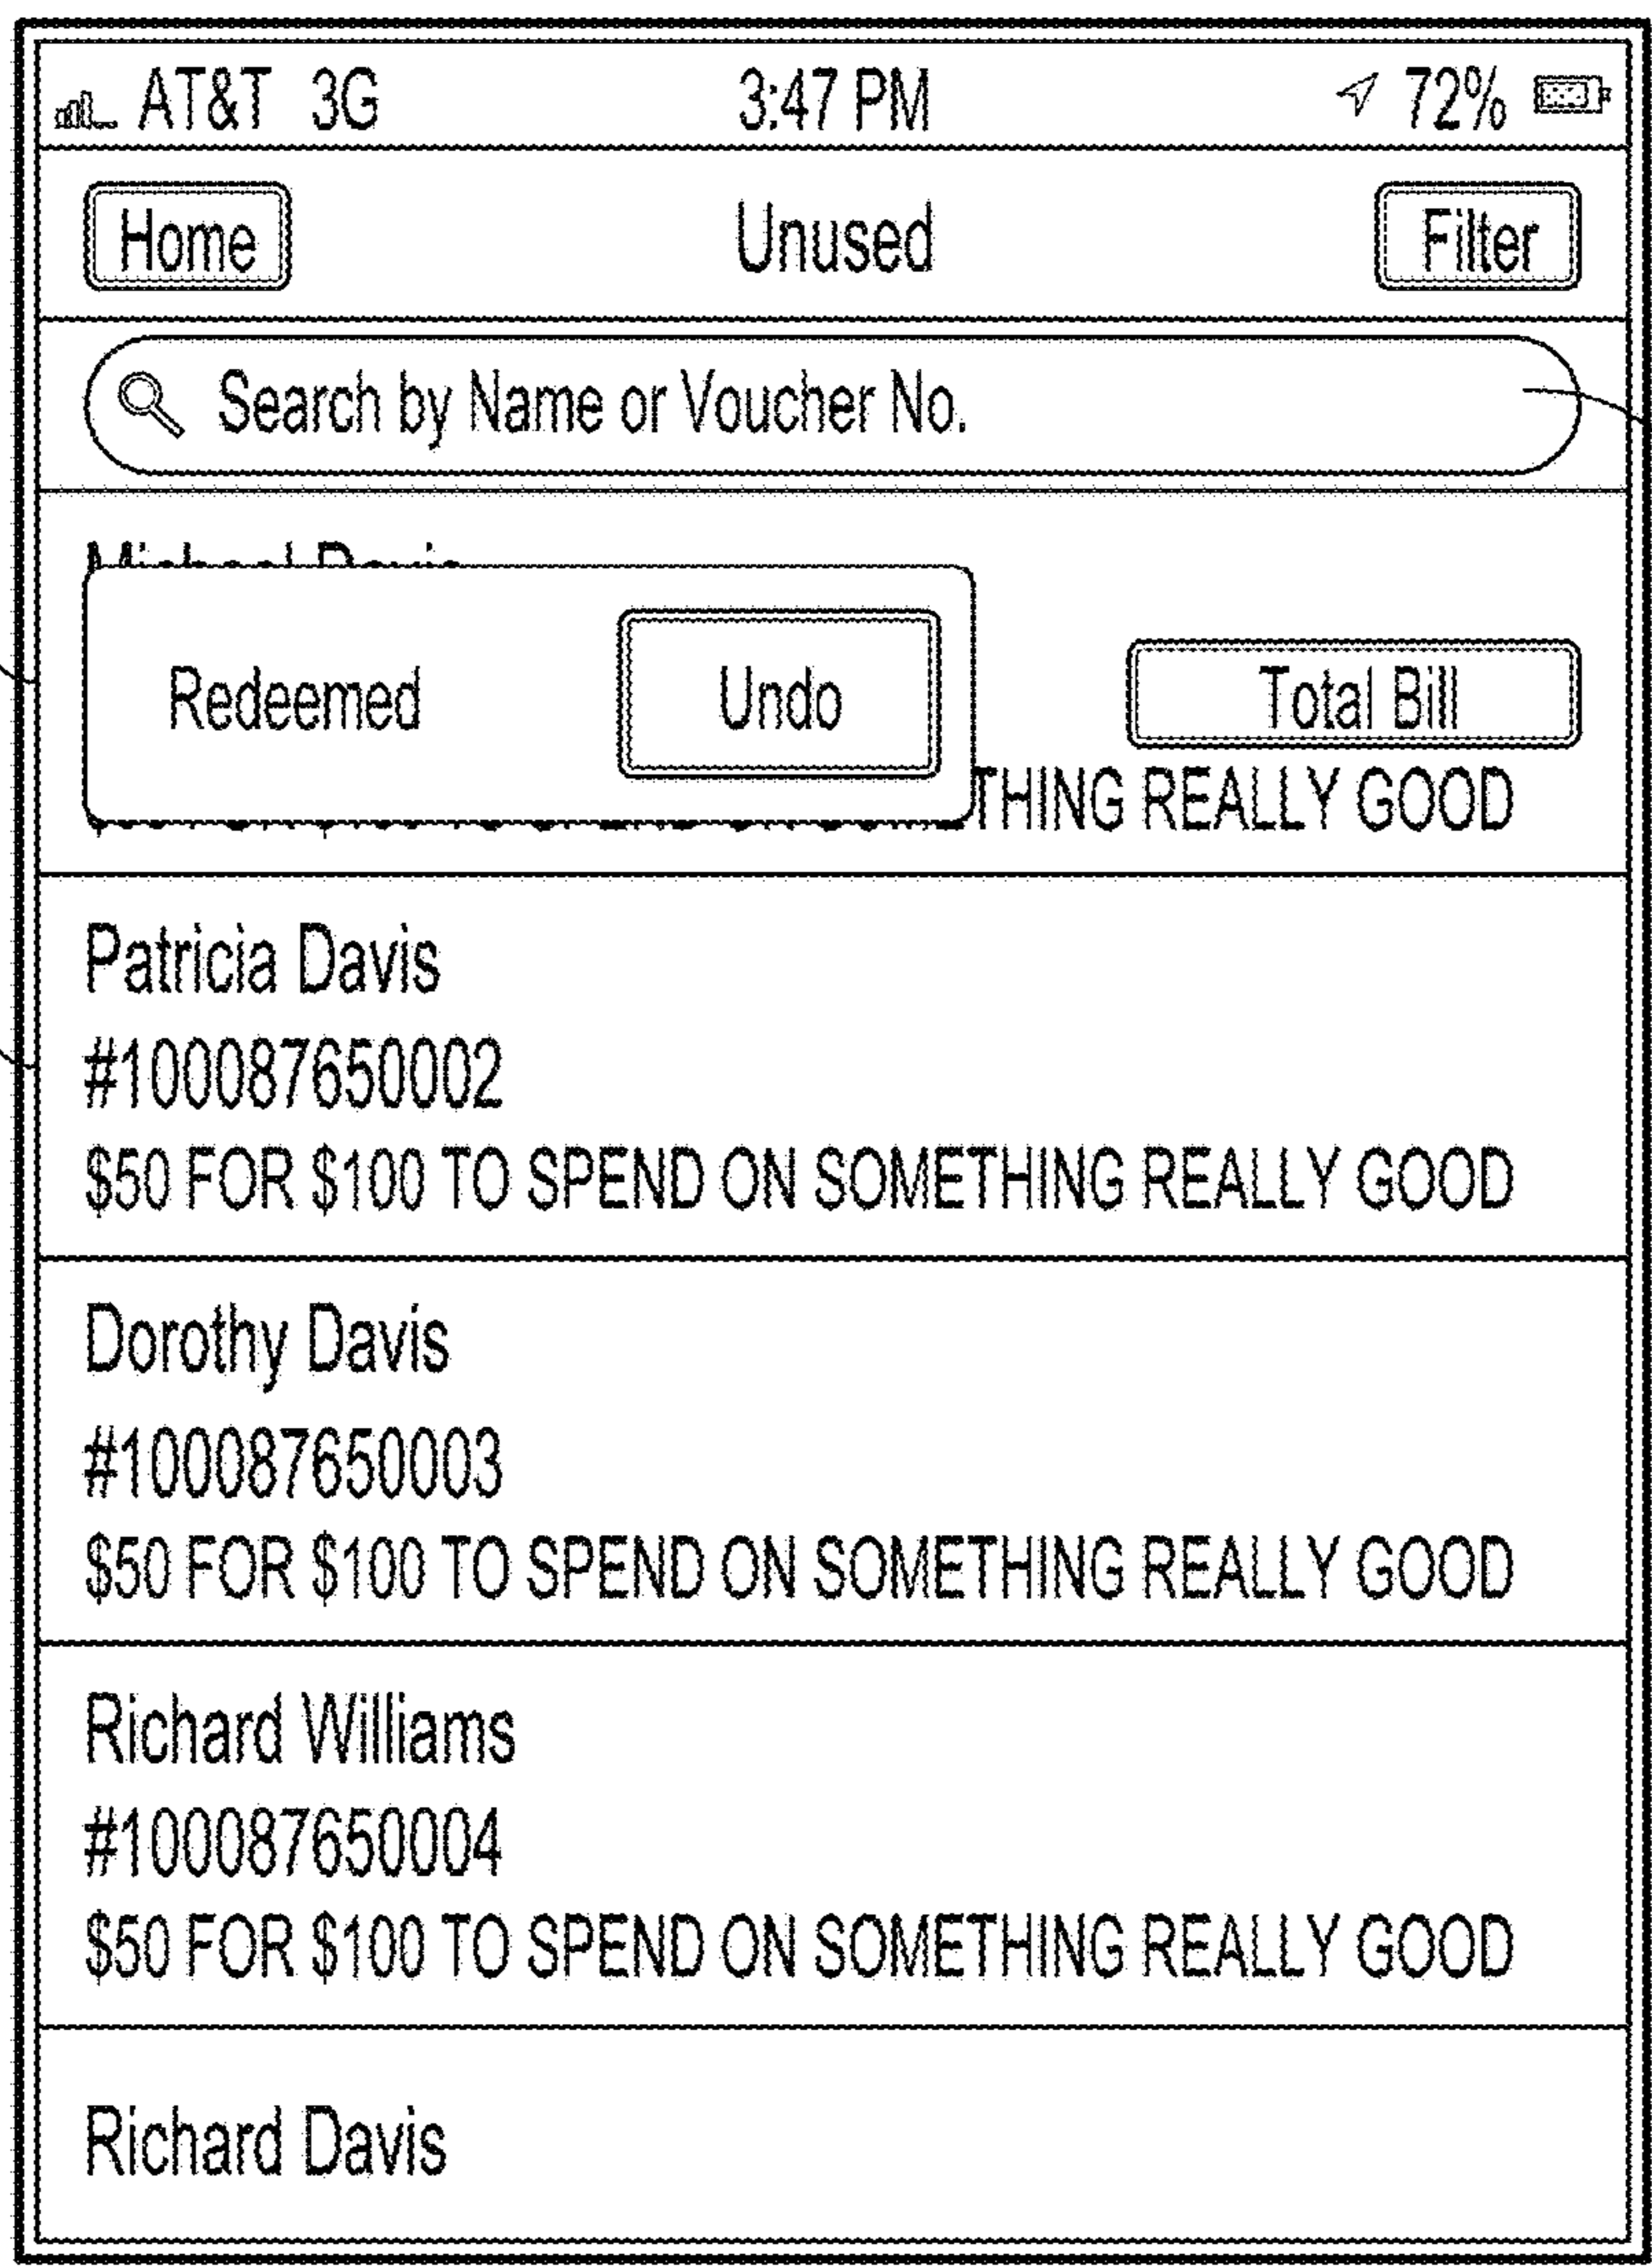 AT&T 3G 3:47 PM 72%
Home Unused Filter
Search by Name or Voucher No.
Michael Davis
Redeemed Undo Total Bill
THING REALLY GOOD
Patricia Davis
#100087650002
$50 FOR $100 TO SPEND ON SOMETHING REALLY GOOD
Dorothy Davis
#100087650003
$50 FOR $100 TO SPEND ON SOMETHING REALLY GOOD
Richard Williams
#100087650004
$50 FOR $100 TO SPEND ON SOMETHING REALLY GOOD
Richard Davis